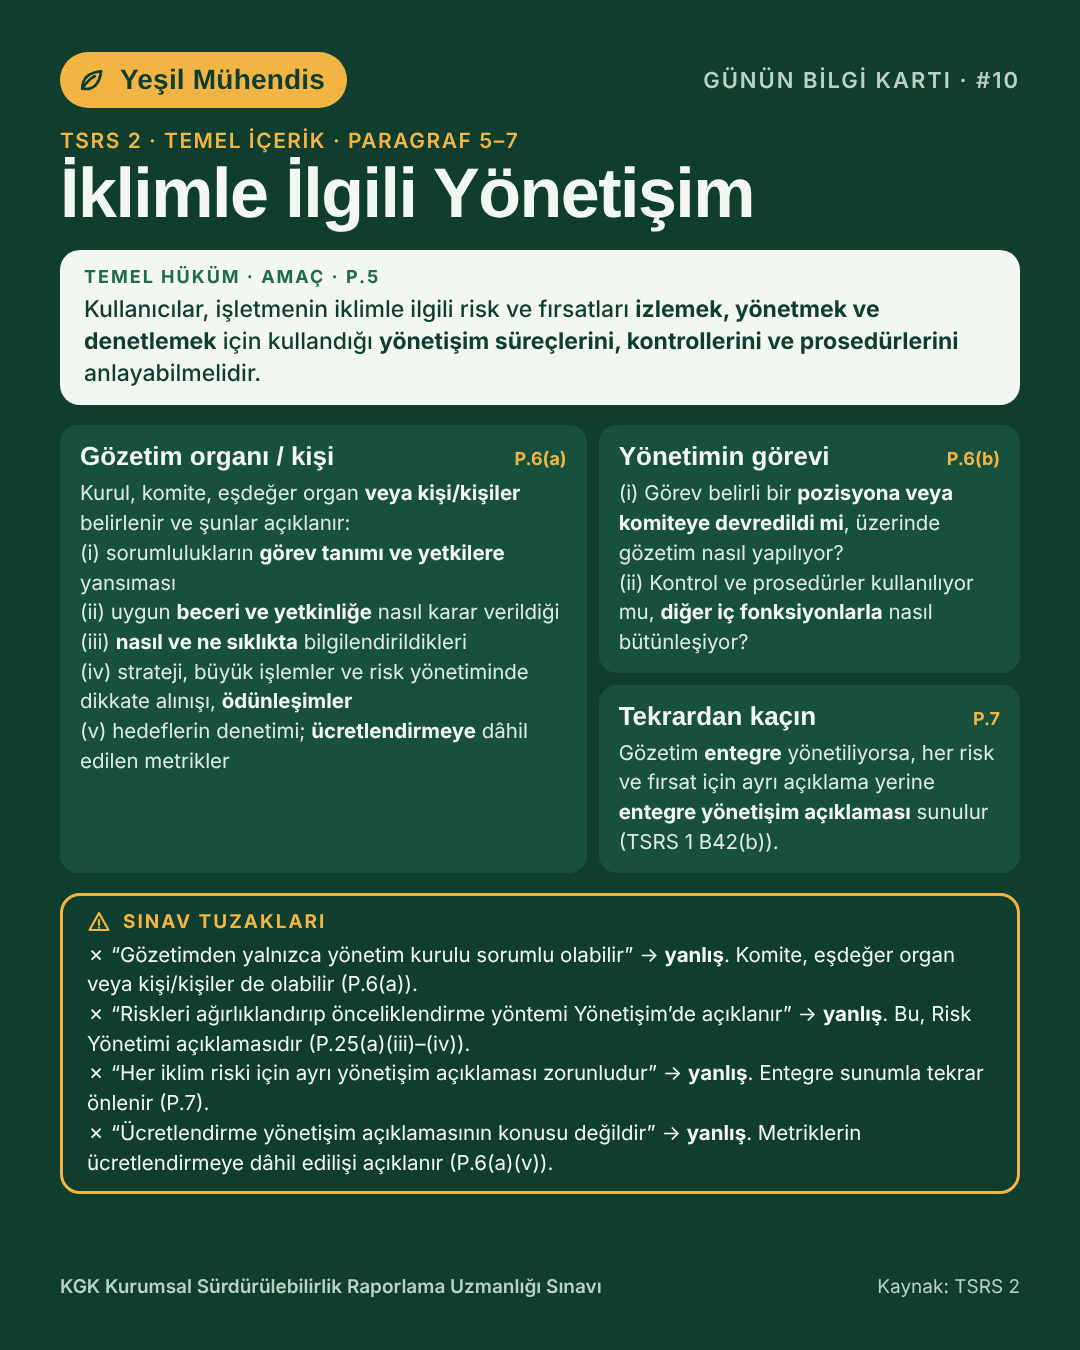 Yeşil Mühendis
GÜNÜN BİLGİ KARTI · #10
TSRS 2 · TEMEL İÇERİK · PARAGRAF 5–7
İklimle İlgili Yönetişim
TEMEL HÜKÜM · AMAÇ · P.5
Kullanıcılar, işletmenin iklimle ilgili risk ve fırsatları izlemek, yönetmek ve
denetlemek için kullandığı yönetişim süreçlerini, kontrollerini ve prosedürlerini
anlayabilmelidir.
Gözetim organı / kişi P.6(a)
Kurul, komite, eşdeğer organ veya kişi/kişiler
belirlenir ve şunlar açıklanır:
(i) sorumlulukların görev tanımı ve yetkilere
yansıması
(ii) uygun beceri ve yetkinliğe nasıl karar verildiği
(iii) nasıl ve ne sıklıkta bilgilendirildikleri
(iv) strateji, büyük işlemler ve risk yönetiminde
dikkate alınışı, ödünleşimler
(v) hedeflerin denetimi; ücretlendirmeye dâhil
edilen metrikler
Yönetimin görevi P.6(b)
(i) Görev belirli bir pozisyona veya
komiteye devredildi mi, üzerinde
gözetim nasıl yapılıyor?
(ii) Kontrol ve prosedürler kullanılıyor
mu, diğer iç fonksiyonlarla nasıl
bütünleşiyor?
Tekrardan kaçın P.7
Gözetim entegre yönetiliyorsa, her risk
ve fırsat için ayrı açıklama yerine
entegre yönetişim açıklaması sunulur
(TSRS 1 B42(b)).
SINAV TUZAKLARI
× “Gözetimden yalnızca yönetim kurulu sorumlu olabilir” → yanlış. Komite, eşdeğer organ
veya kişi/kişiler de olabilir (P.6(a)).
× “Riskleri ağırlıklandırıp önceliklendirme yöntemi Yönetişim’de açıklanır” → yanlış. Bu, Risk
Yönetimi açıklamasıdır (P.25(a)(iii)–(iv)).
× “Her iklim riski için ayrı yönetişim açıklaması zorunludur” → yanlış. Entegre sunumla tekrar
önlenir (P.7).
× “Ücretlendirme yönetişim açıklamasının konusu değildir” → yanlış. Metriklerin
ücretlendirmeye dâhil edilişi açıklanır (P.6(a)(v)).
KGK Kurumsal Sürdürülebilirlik Raporlama Uzmanlığı Sınavı
Kaynak: TSRS 2